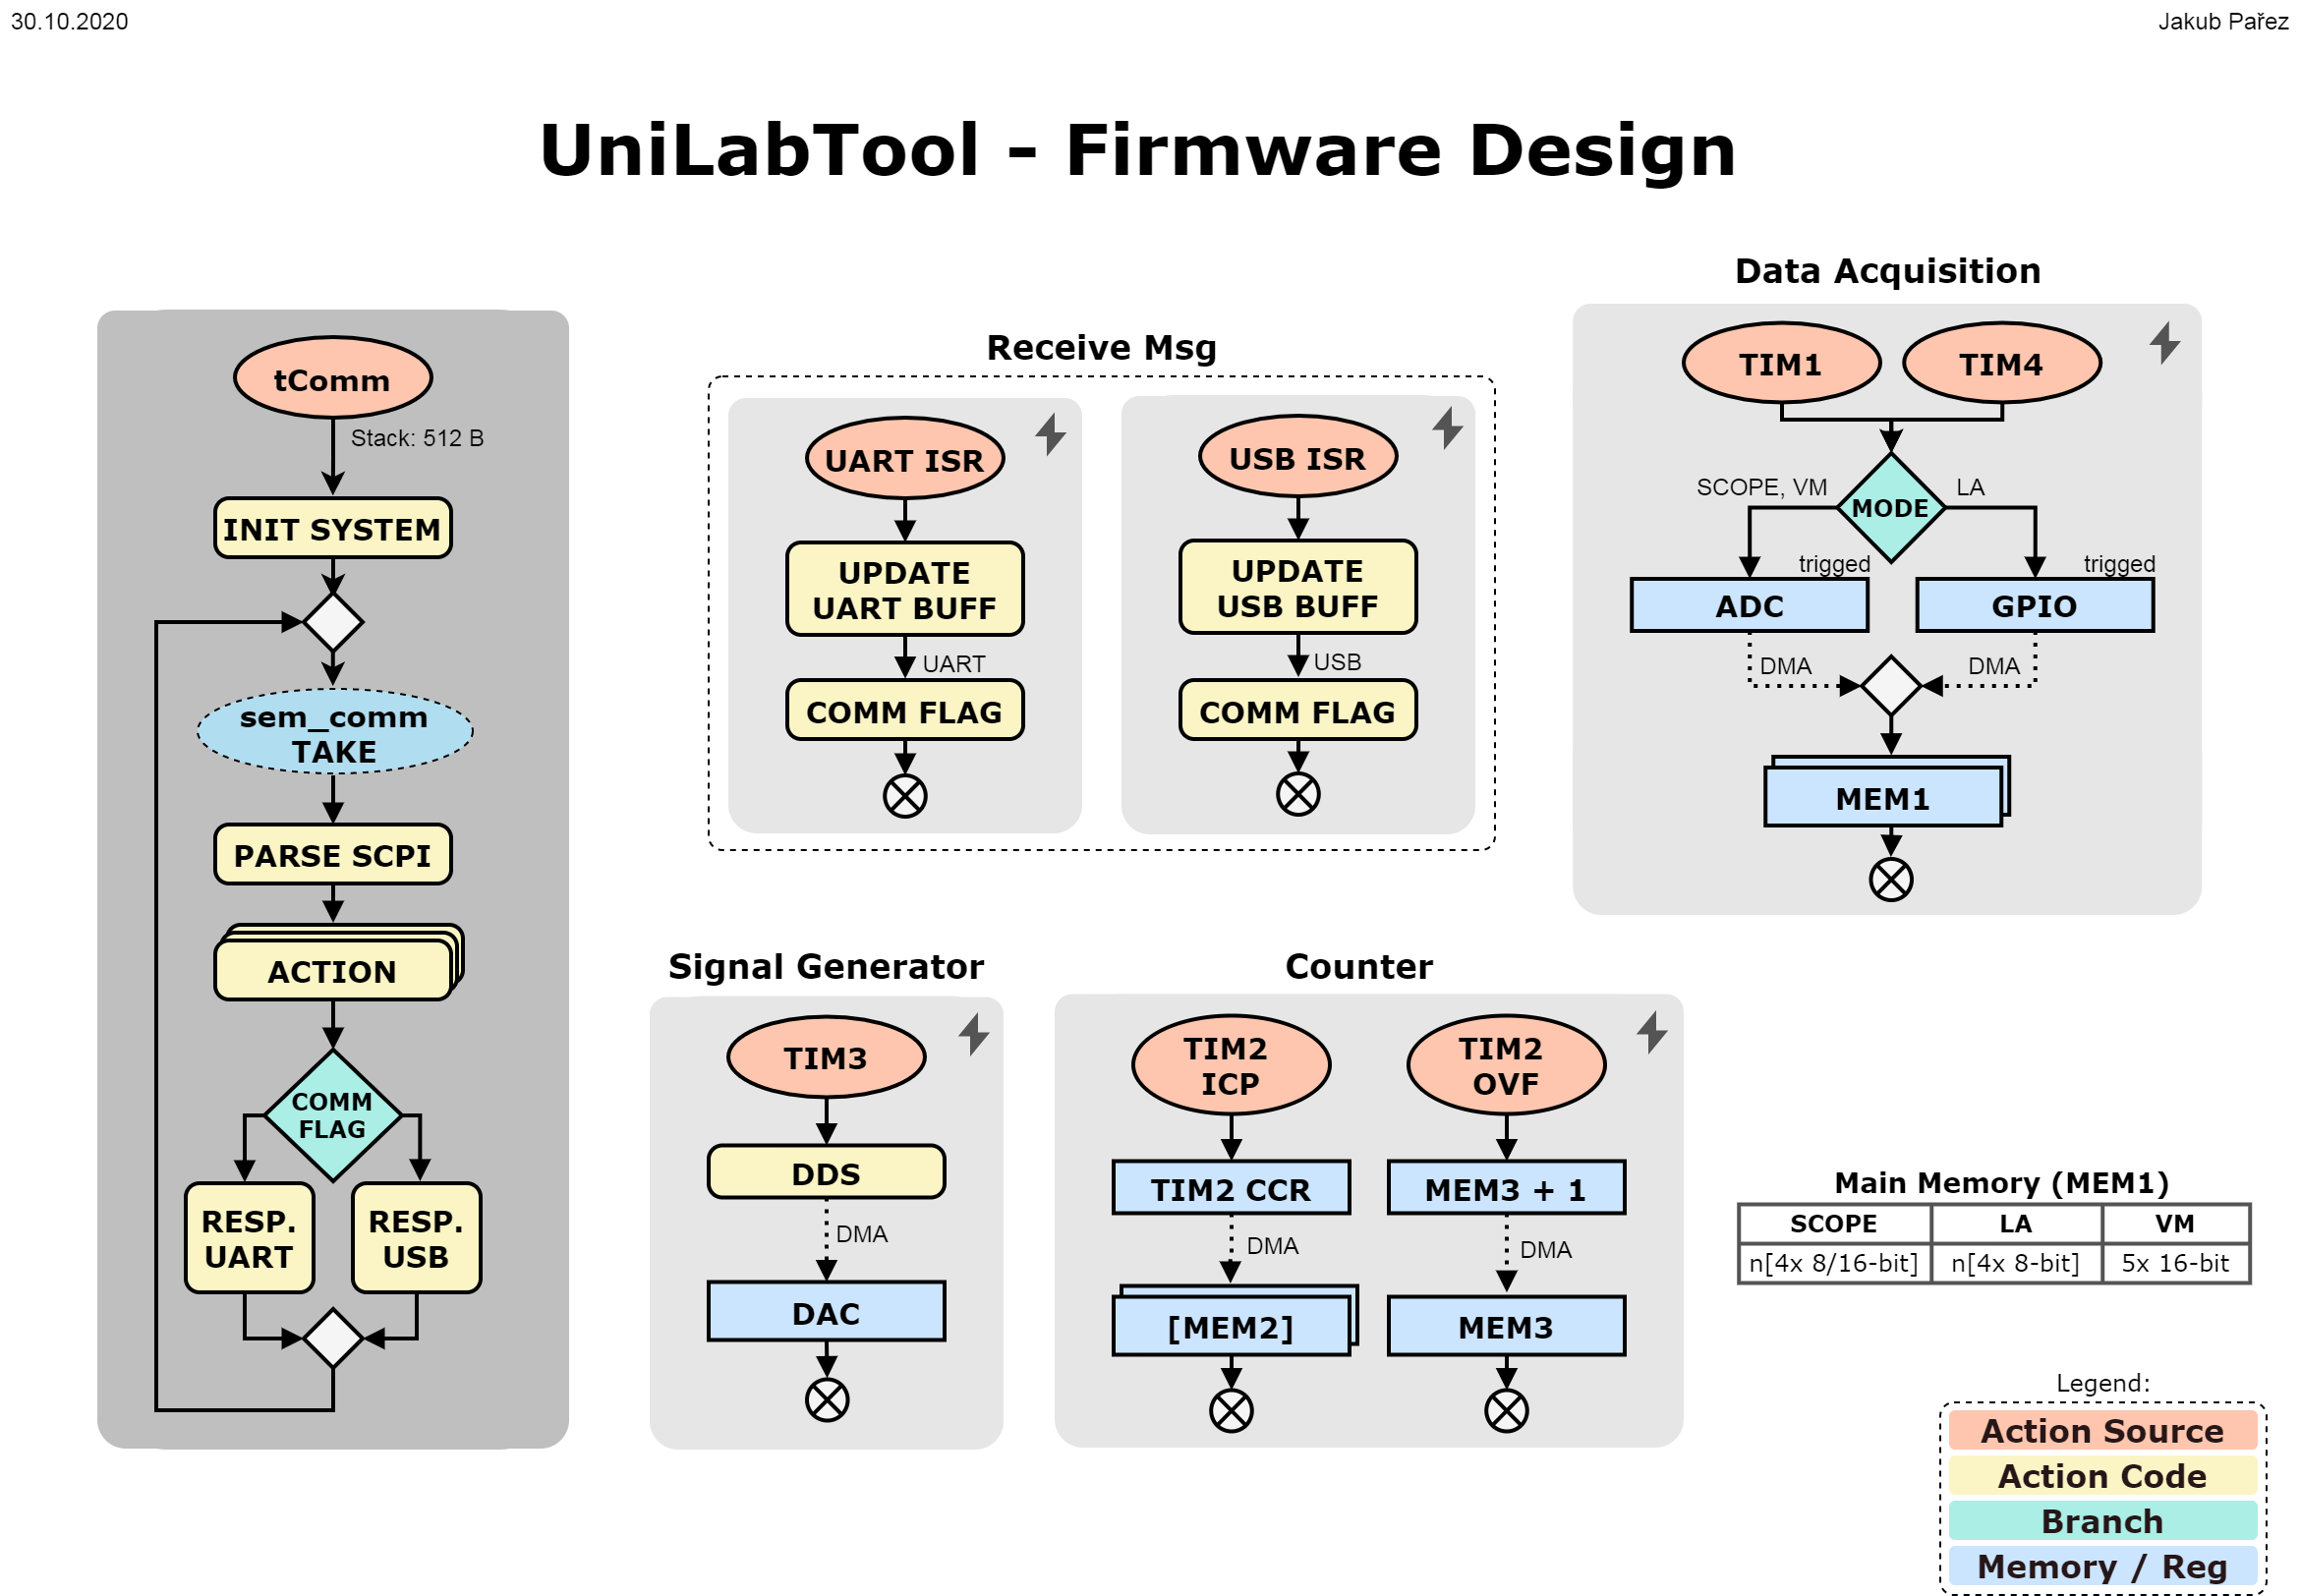 30.10.2020
Jakub Pařez
UniLabTool - Firmware Design
tComm
Stack: 512 B
INIT SYSTEM
sem_comm
TAKE
PARSE SCPI
ACTION
COMM
FLAG
RESP.
UART
RESP.
USB
Receive Msg
UART ISR
UPDATE
UART BUFF
UART
COMM FLAG
USB ISR
UPDATE
USB BUFF
USB
COMM FLAG
Data Acquisition
TIM1
TIM4
MODE
SCOPE, VM
LA
trigged
trigged
ADC
GPIO
DMA
DMA
MEM1
Signal Generator
TIM3
DDS
DMA
DAC
Counter
TIM2
ICP
TIM2 CCR
DMA
[MEM2]
TIM2
OVF
MEM3 + 1
DMA
MEM3
Main Memory (MEM1)
SCOPE LA VM
n[4x 8/16-bit] n[4x 8-bit] 5x 16-bit
Legend:
Action Source
Action Code
Branch
Memory / Reg